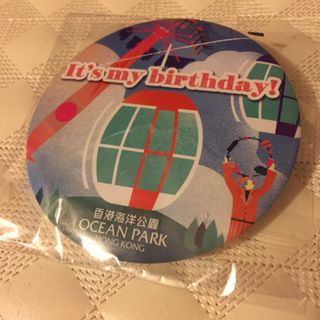 It's my birthday!
香港海洋公園
OCEAN PARK
HONG KONG